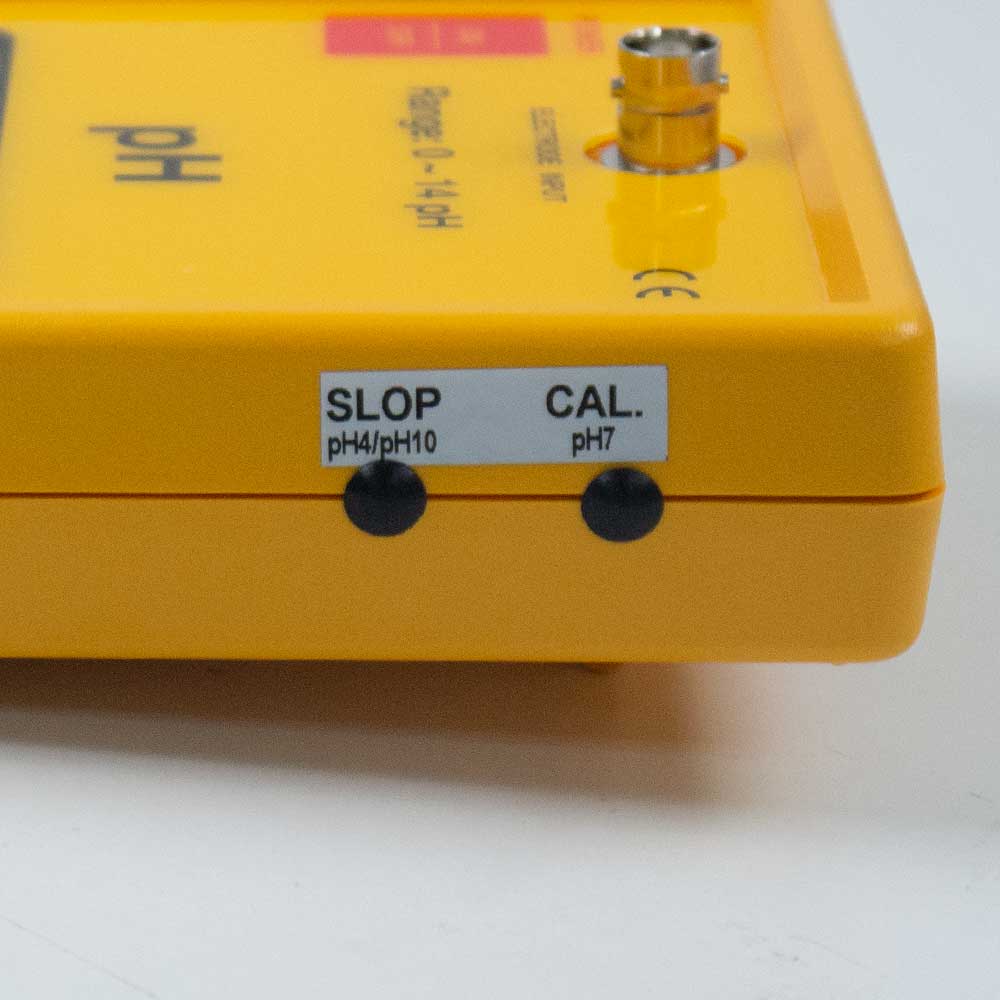 pH
Range: 0 ~ 14 pH
ELECTRODE INPUT
CE
SLOP CAL.
pH4/pH10 pH7